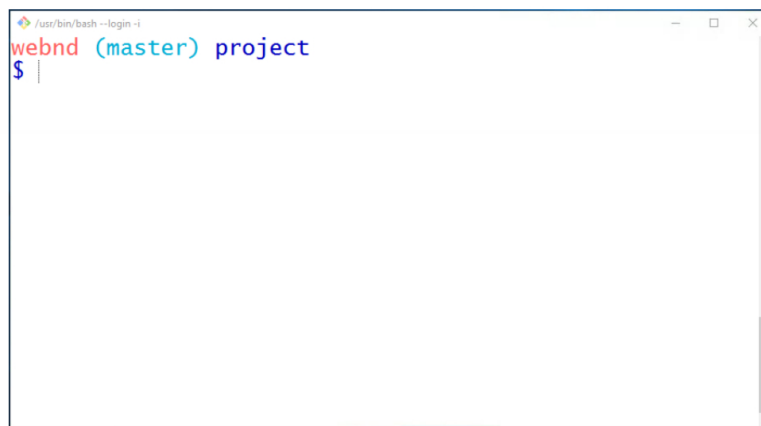 /usr/bin/bash --login -i
webnd (master) project
$